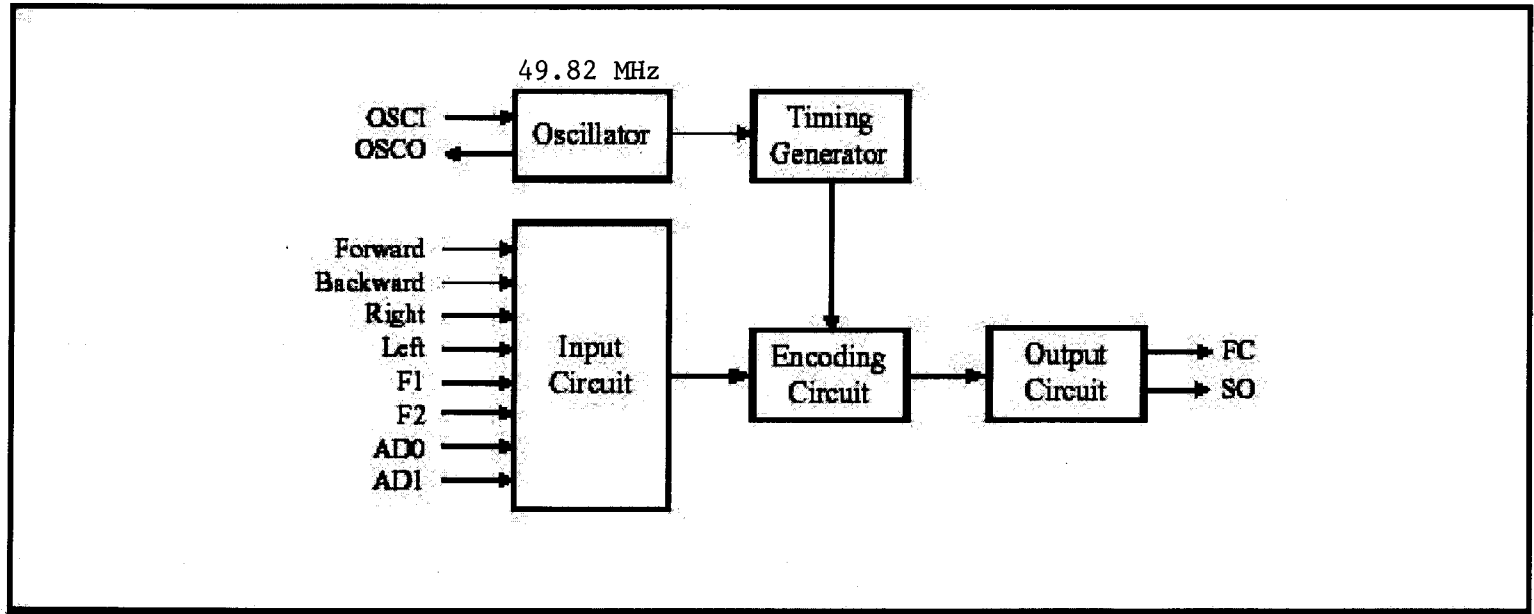 49.82 MHz
OSCI
OSCO
Oscillator
Timing
Generator
Forward
Backward
Right
Left
F1
F2
AD0
AD1
Input
Circuit
Encoding
Circuit
Output
Circuit
FC
SO